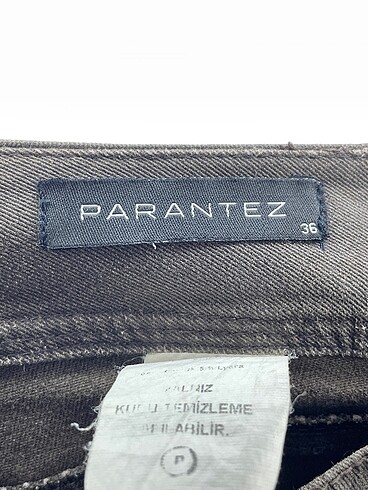 PARANTEZ
36
YALNIZ
KURU TEMİZLEME
YAPILABİLİR.
P